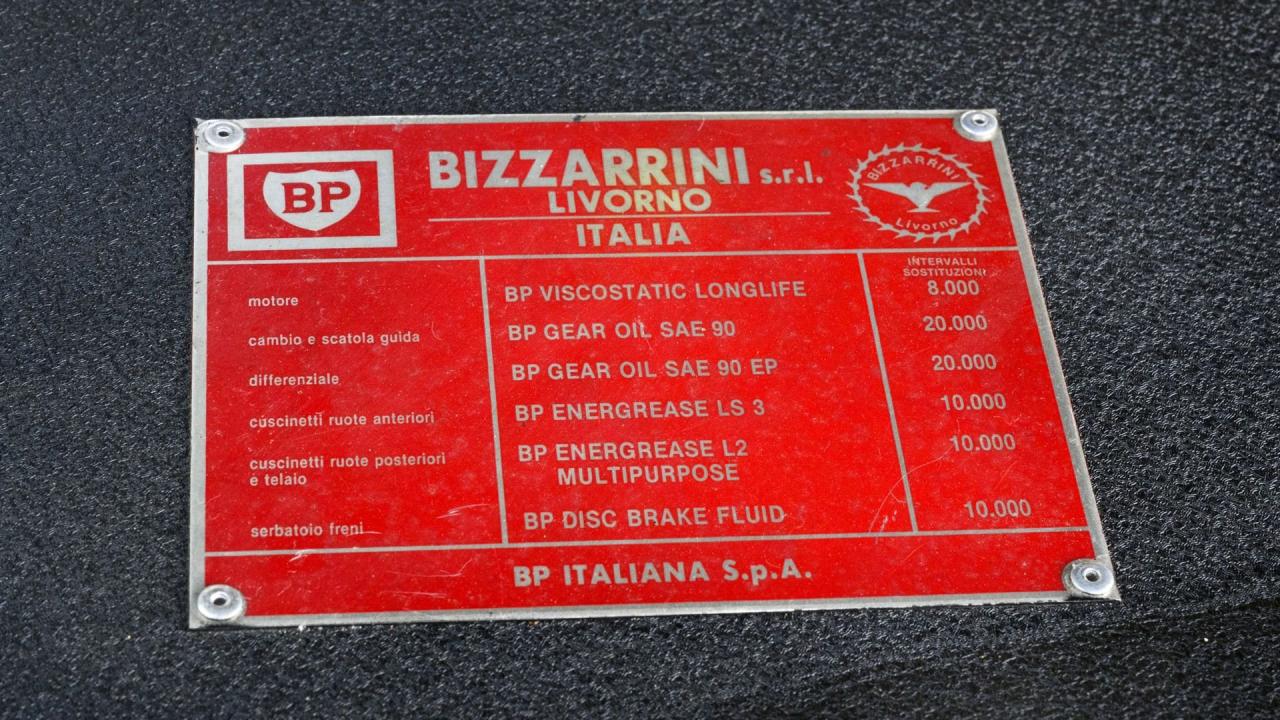 BP
BIZZARRINI s.r.l.
LIVORNO
ITALIA
BIZZARRINI
Livorno
INTERVALLI
SOSTITUZIONI
motore BP VISCOSTATIC LONGLIFE 8.000
cambio e scatola guida BP GEAR OIL SAE 90 20.000
differenziale BP GEAR OIL SAE 90 EP 20.000
cuscinetti ruote anteriori BP ENERGREASE LS 3 10.000
cuscinetti ruote posteriori BP ENERGREASE L2 10.000
e telaio MULTIPURPOSE
serbatoio freni BP DISC BRAKE FLUID 10.000
BP ITALIANA S.p.A.